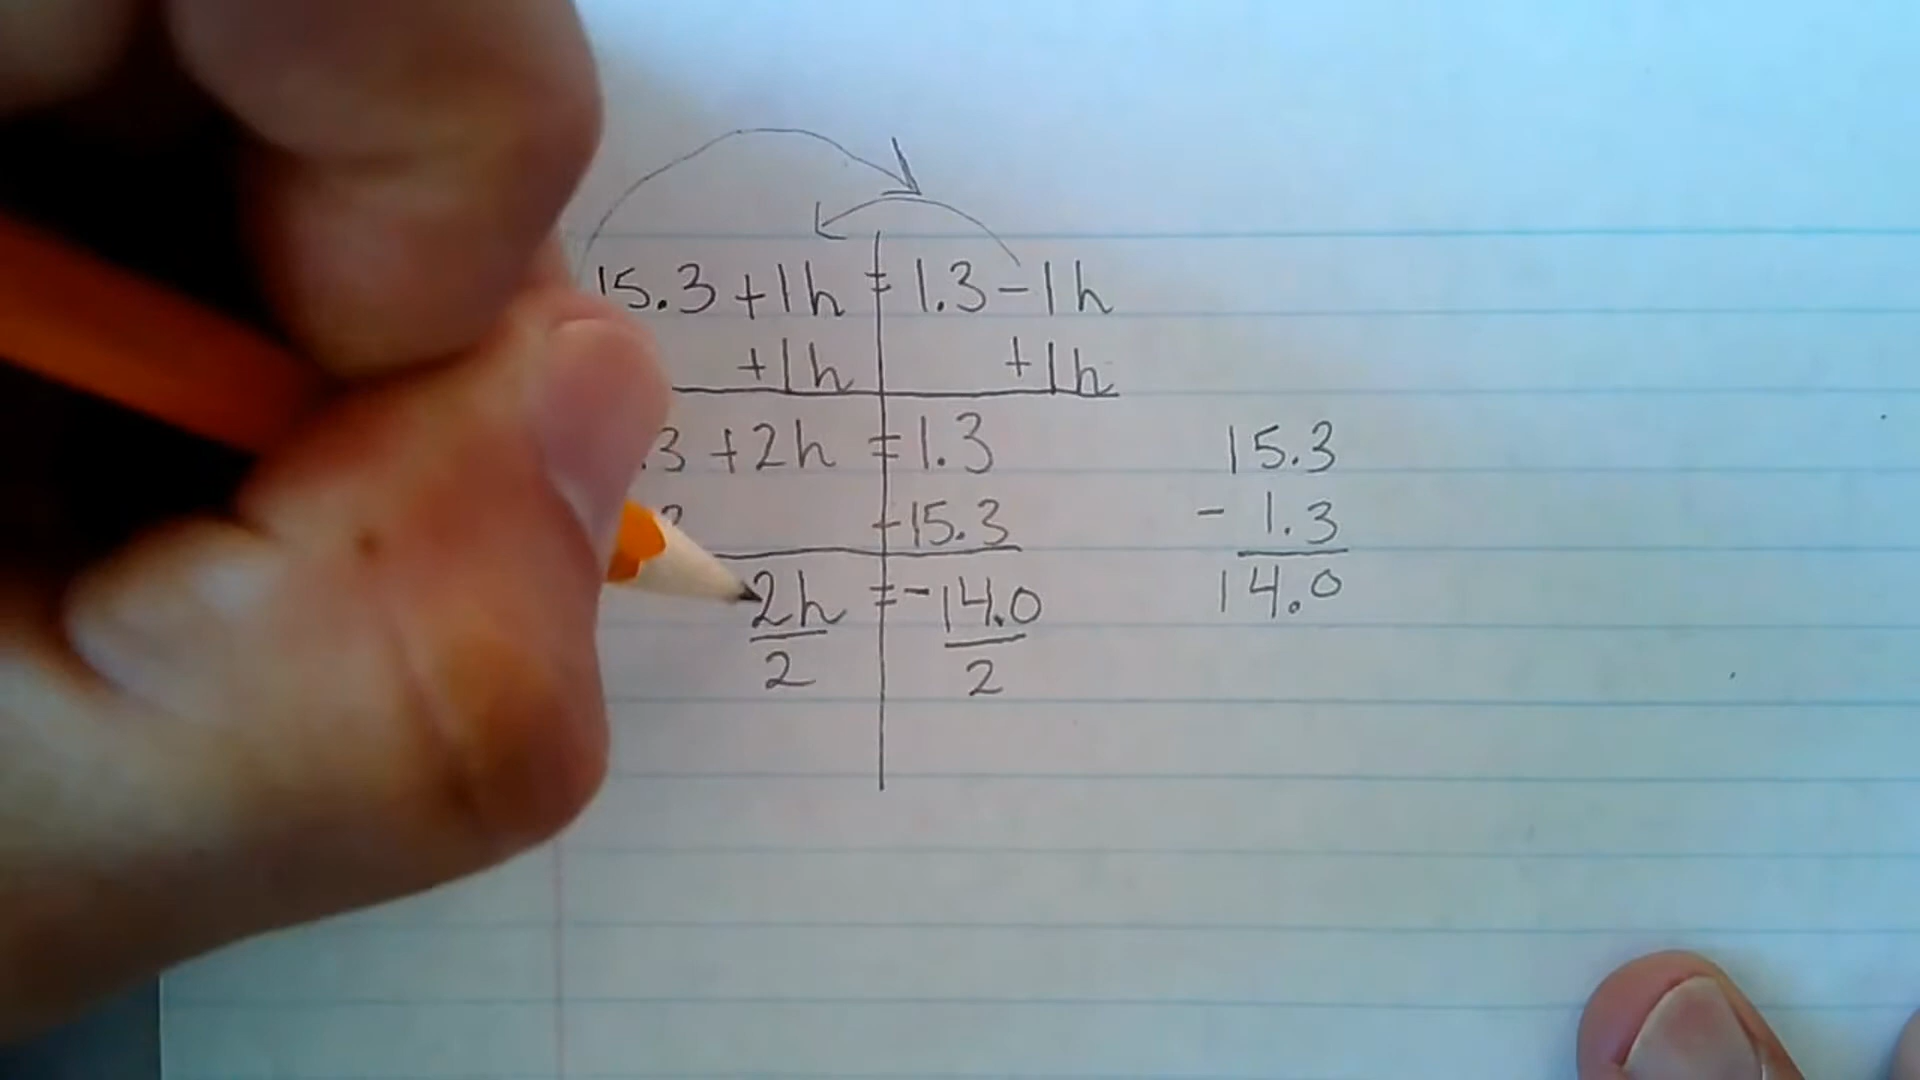 15.3 +1h = 1.3 -1h
+1h +1h
.3 +2h = 1.3
-15.3
2h = -14.0
2 2
15.3
- 1.3
14.0